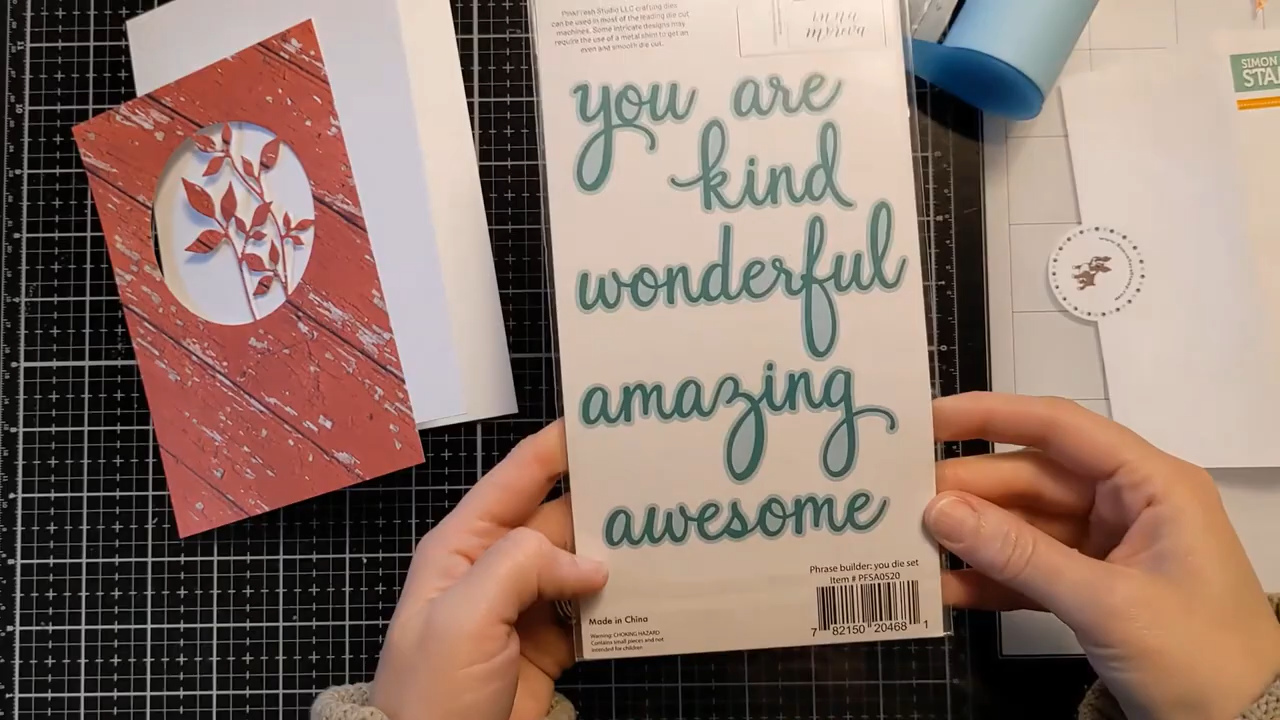 PinkFresh Studio LLC crafting dies
can be used in most of the leading die cut
machines. Some intricate designs may
require the use of a metal shim to get an
even and smooth die cut.
you are
kind
wonderful
amazing
awesome
Phrase builder: you die set
Item # PFSA0520
7 82150 20468 1
Made in China
Warning: CHOKING HAZARD
Contains small pieces and not
intended for children
SIMON
STA